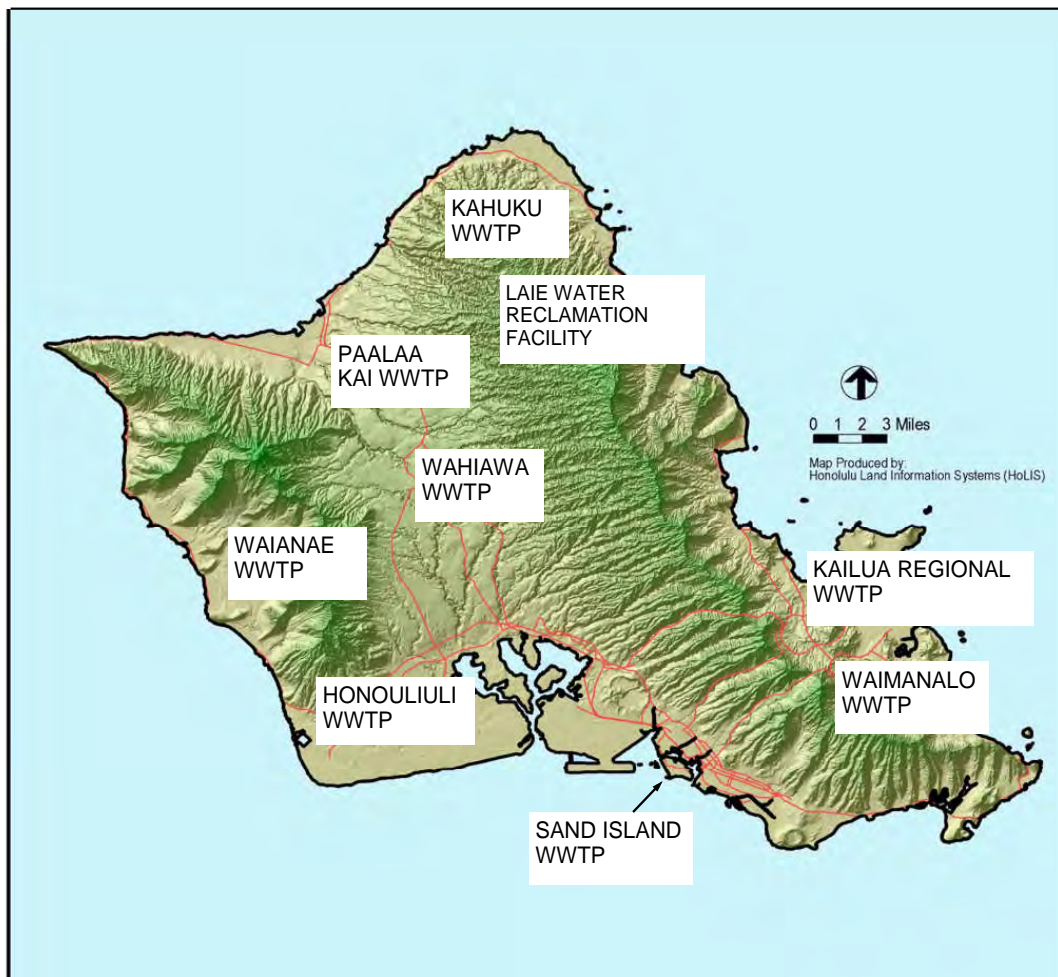 KAHUKU
WWTP
LAIE WATER
RECLAMATION
FACILITY
PAALAA
KAI WWTP
0 1 2 3 Miles
Map Produced by:
Honolulu Land Information Systems (HoLIS)
WAHIAWA
WWTP
WAIANAE
WWTP
KAILUA REGIONAL
WWTP
HONOULIULI
WWTP
WAIMANALO
WWTP
SAND ISLAND
WWTP